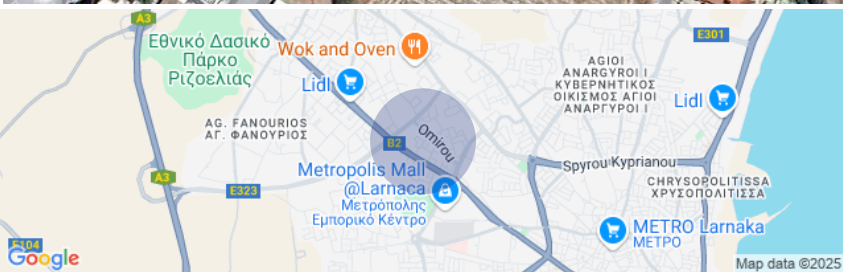 A3
E301
Εθνικό Δασικό
Πάρκο
Ριζοελιάς
Wok and Oven
Lidl
AGIOI
ANARGYROI I
ΚΥΒΕΡΝΗΤΙΚΟΣ
ΟΙΚΙΣΜΟΣ ΑΓΙΟΙ
ΑΝΑΡΓΥΡΟΙ Ι
Lidl
AG. FANOURIOS
ΑΓ. ΦΑΝΟΥΡΙΟΣ
B2
Omirou
Spyrou Kyprianou
A3
E323
Metropolis Mall
@Larnaca
Μετρόπολης
Εμπορικό Κέντρο
CHRYSOPOLITISSA
ΧΡΥΣΟΠΟΛΙΤΙΣΣΑ
METRO Larnaka
ΜΕΤΡΟ
E104
Google
Map data ©2025